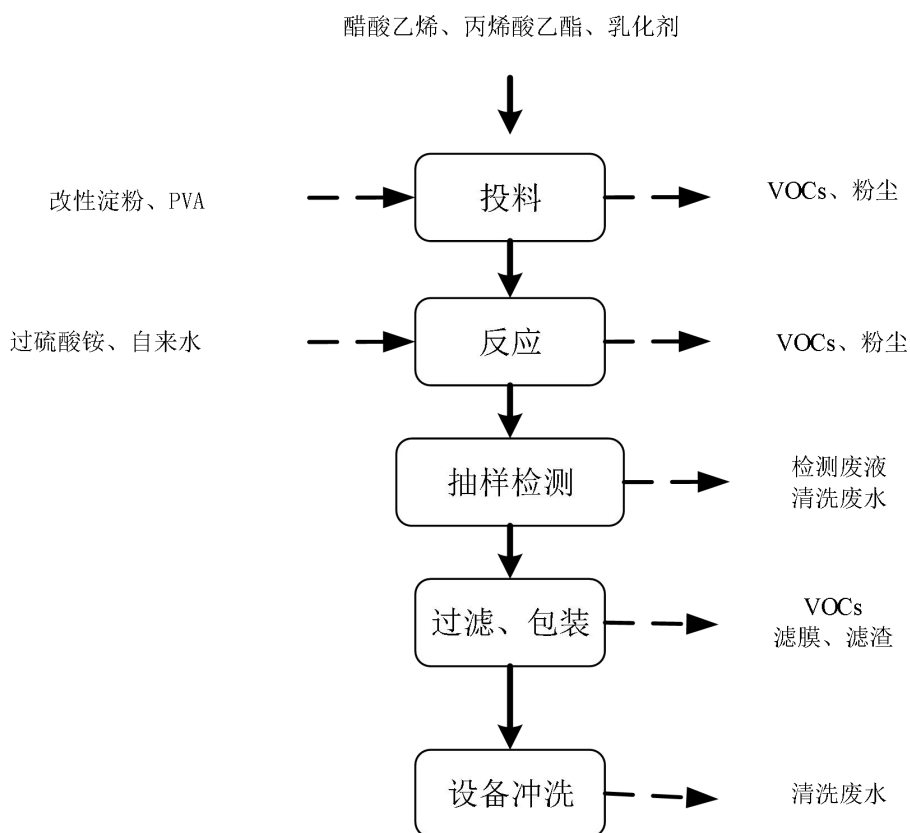 醋酸乙烯、丙烯酸乙酯、乳化剂
改性淀粉、PVA
投料
VOCs、粉尘
过硫酸铵、自来水
反应
VOCs、粉尘
抽样检测
检测废液
清洗废水
过滤、包装
VOCs
滤膜、滤渣
设备冲洗
清洗废水